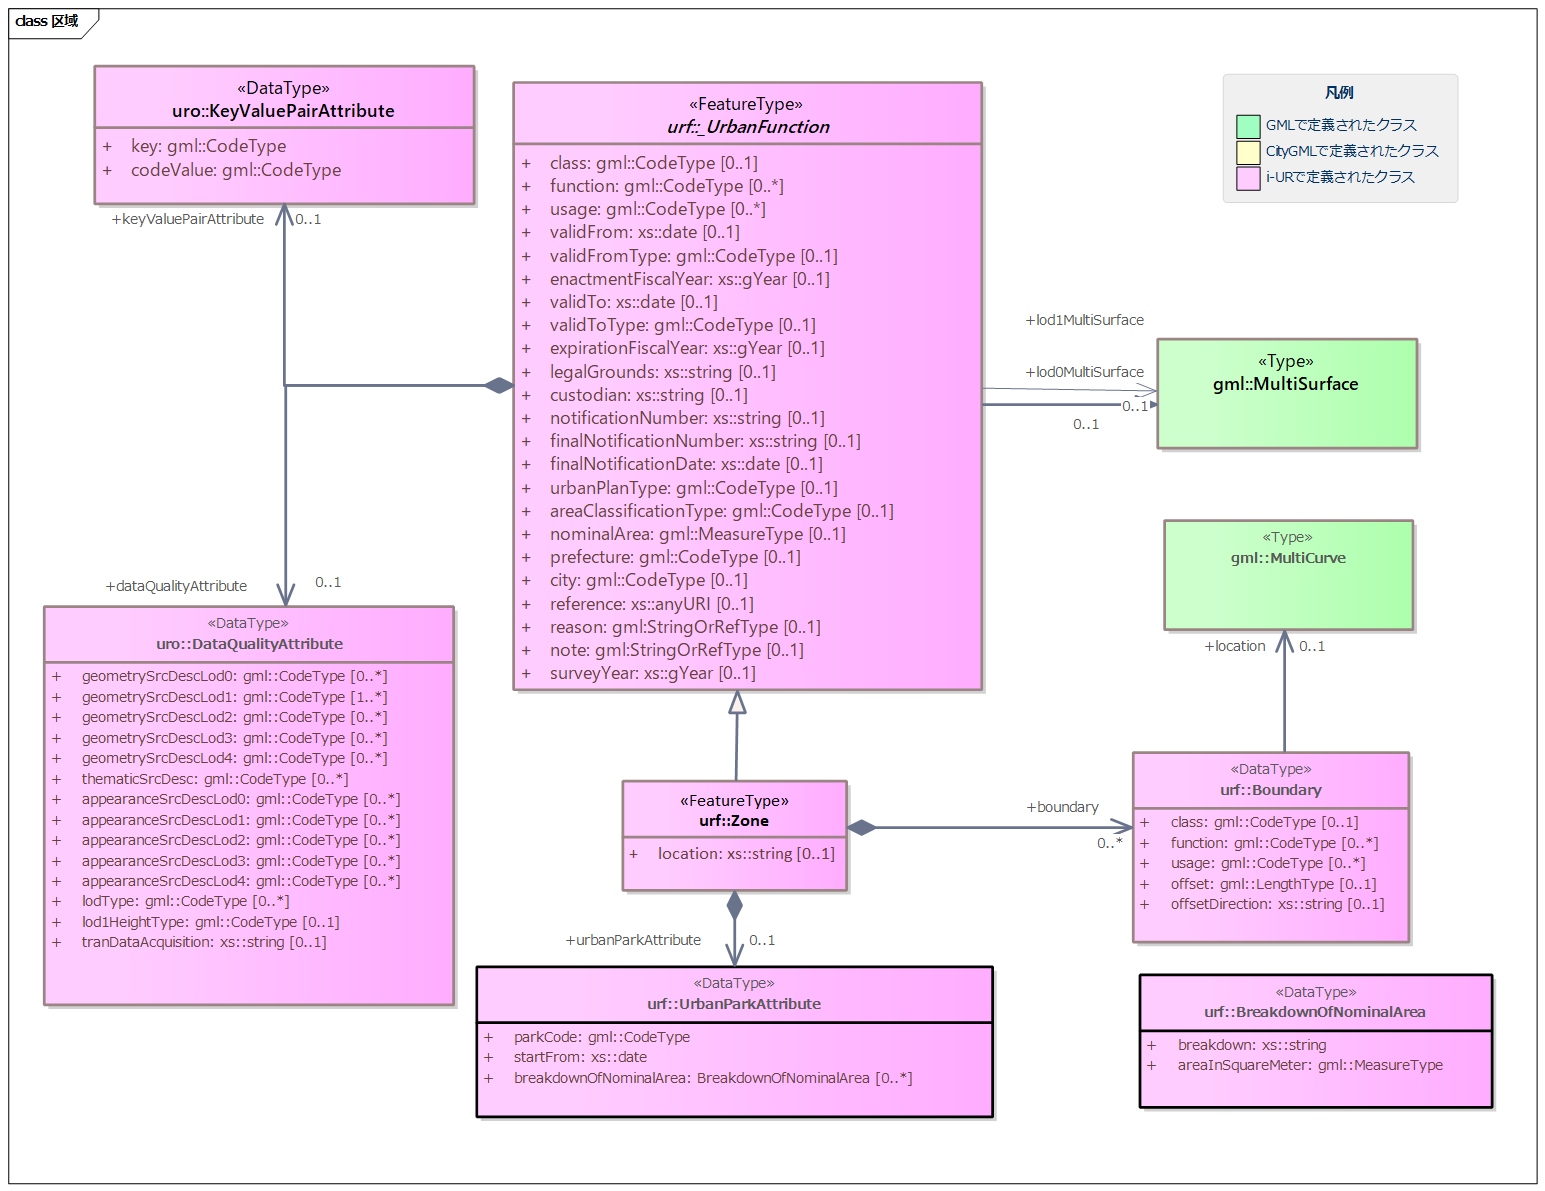 class 区域
«DataType»
uro::KeyValuePairAttribute
+ key: gml::CodeType
+ codeValue: gml::CodeType
+keyValuePairAttribute 0..1
«FeatureType»
urf::_UrbanFunction
+ class: gml::CodeType [0..1]
+ function: gml::CodeType [0..*]
+ usage: gml::CodeType [0..*]
+ validFrom: xs::date [0..1]
+ validFromType: gml::CodeType [0..1]
+ enactmentFiscalYear: xs::gYear [0..1]
+ validTo: xs::date [0..1]
+ validToType: gml::CodeType [0..1]
+ expirationFiscalYear: xs::gYear [0..1]
+ legalGrounds: xs::string [0..1]
+ custodian: xs::string [0..1]
+ notificationNumber: xs::string [0..1]
+ finalNotificationNumber: xs::string [0..1]
+ finalNotificationDate: xs::date [0..1]
+ urbanPlanType: gml::CodeType [0..1]
+ areaClassificationType: gml::CodeType [0..1]
+ nominalArea: gml::MeasureType [0..1]
+ prefecture: gml::CodeType [0..1]
+ city: gml::CodeType [0..1]
+ reference: xs::anyURI [0..1]
+ reason: gml:StringOrRefType [0..1]
+ note: gml:StringOrRefType [0..1]
+ surveyYear: xs::gYear [0..1]
凡例
GMLで定義されたクラス
CityGMLで定義されたクラス
i-URで定義されたクラス
+lod1MultiSurface
+lod0MultiSurface
0..1
0..1
«Type»
gml::MultiSurface
«Type»
gml::MultiCurve
+location 0..1
+dataQualityAttribute 0..1
«DataType»
uro::DataQualityAttribute
+ geometrySrcDescLod0: gml::CodeType [0..*]
+ geometrySrcDescLod1: gml::CodeType [1..*]
+ geometrySrcDescLod2: gml::CodeType [0..*]
+ geometrySrcDescLod3: gml::CodeType [0..*]
+ geometrySrcDescLod4: gml::CodeType [0..*]
+ thematicSrcDesc: gml::CodeType [0..*]
+ appearanceSrcDescLod0: gml::CodeType [0..*]
+ appearanceSrcDescLod1: gml::CodeType [0..*]
+ appearanceSrcDescLod2: gml::CodeType [0..*]
+ appearanceSrcDescLod3: gml::CodeType [0..*]
+ appearanceSrcDescLod4: gml::CodeType [0..*]
+ lodType: gml::CodeType [0..*]
+ lod1HeightType: gml::CodeType [0..1]
+ tranDataAcquisition: xs::string [0..1]
«FeatureType»
urf::Zone
+ location: xs::string [0..1]
+boundary
0..*
«DataType»
urf::Boundary
+ class: gml::CodeType [0..1]
+ function: gml::CodeType [0..*]
+ usage: gml::CodeType [0..*]
+ offset: gml::LengthType [0..1]
+ offsetDirection: xs::string [0..1]
+urbanParkAttribute 0..1
«DataType»
urf::UrbanParkAttribute
+ parkCode: gml::CodeType
+ startFrom: xs::date
+ breakdownOfNominalArea: BreakdownOfNominalArea [0..*]
«DataType»
urf::BreakdownOfNominalArea
+ breakdown: xs::string
+ areaInSquareMeter: gml::MeasureType